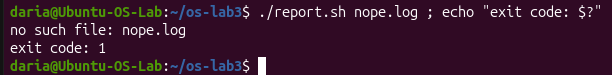 daria@Ubuntu-OS-Lab:~/os-lab3$ ./report.sh nope.log ; echo "exit code: $?"
no such file: nope.log
exit code: 1
daria@Ubuntu-OS-Lab:~/os-lab3$